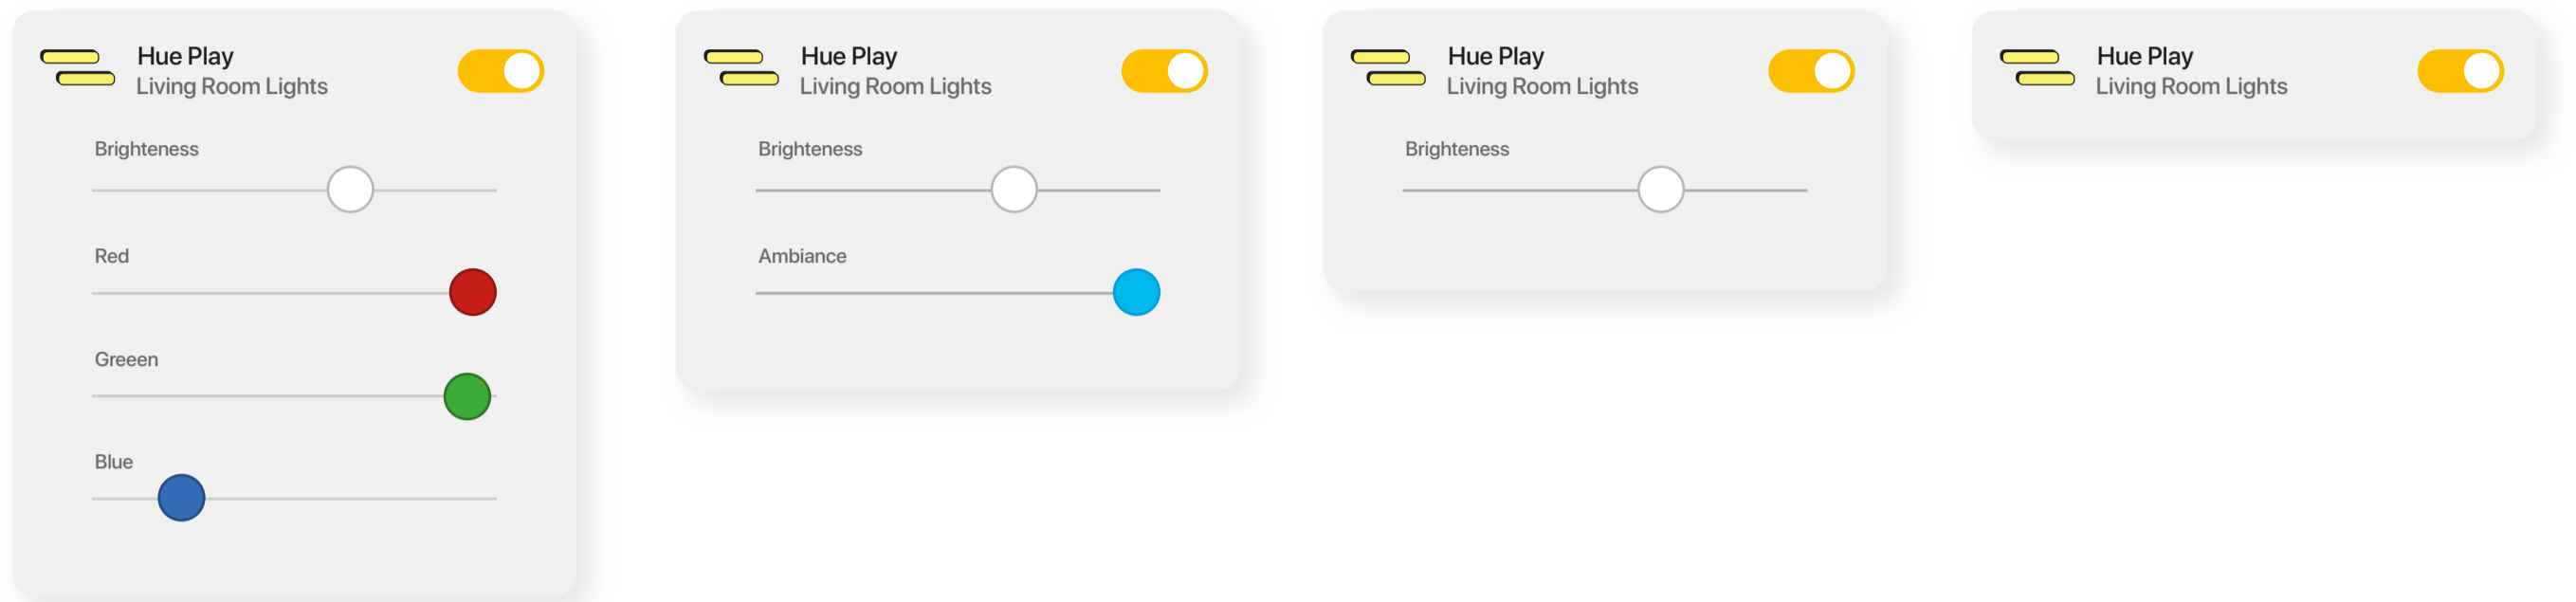 Hue Play
Living Room Lights
Brighteness
Red
Greeen
Blue
Hue Play
Living Room Lights
Brighteness
Ambiance
Hue Play
Living Room Lights
Brighteness
Hue Play
Living Room Lights